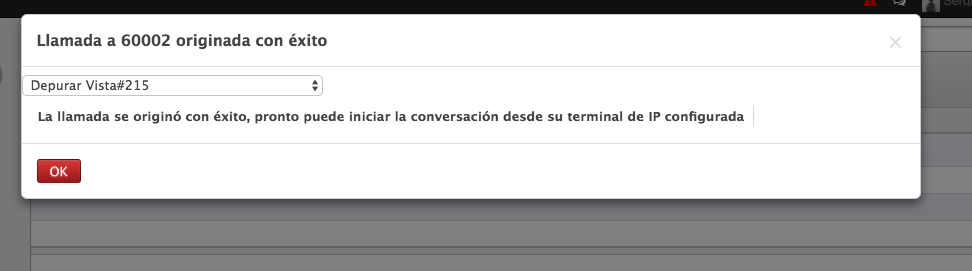 Llamada a 60002 originada con éxito
Depurar Vista#215
La llamada se originó con éxito, pronto puede iniciar la conversación desde su terminal de IP configurada
OK